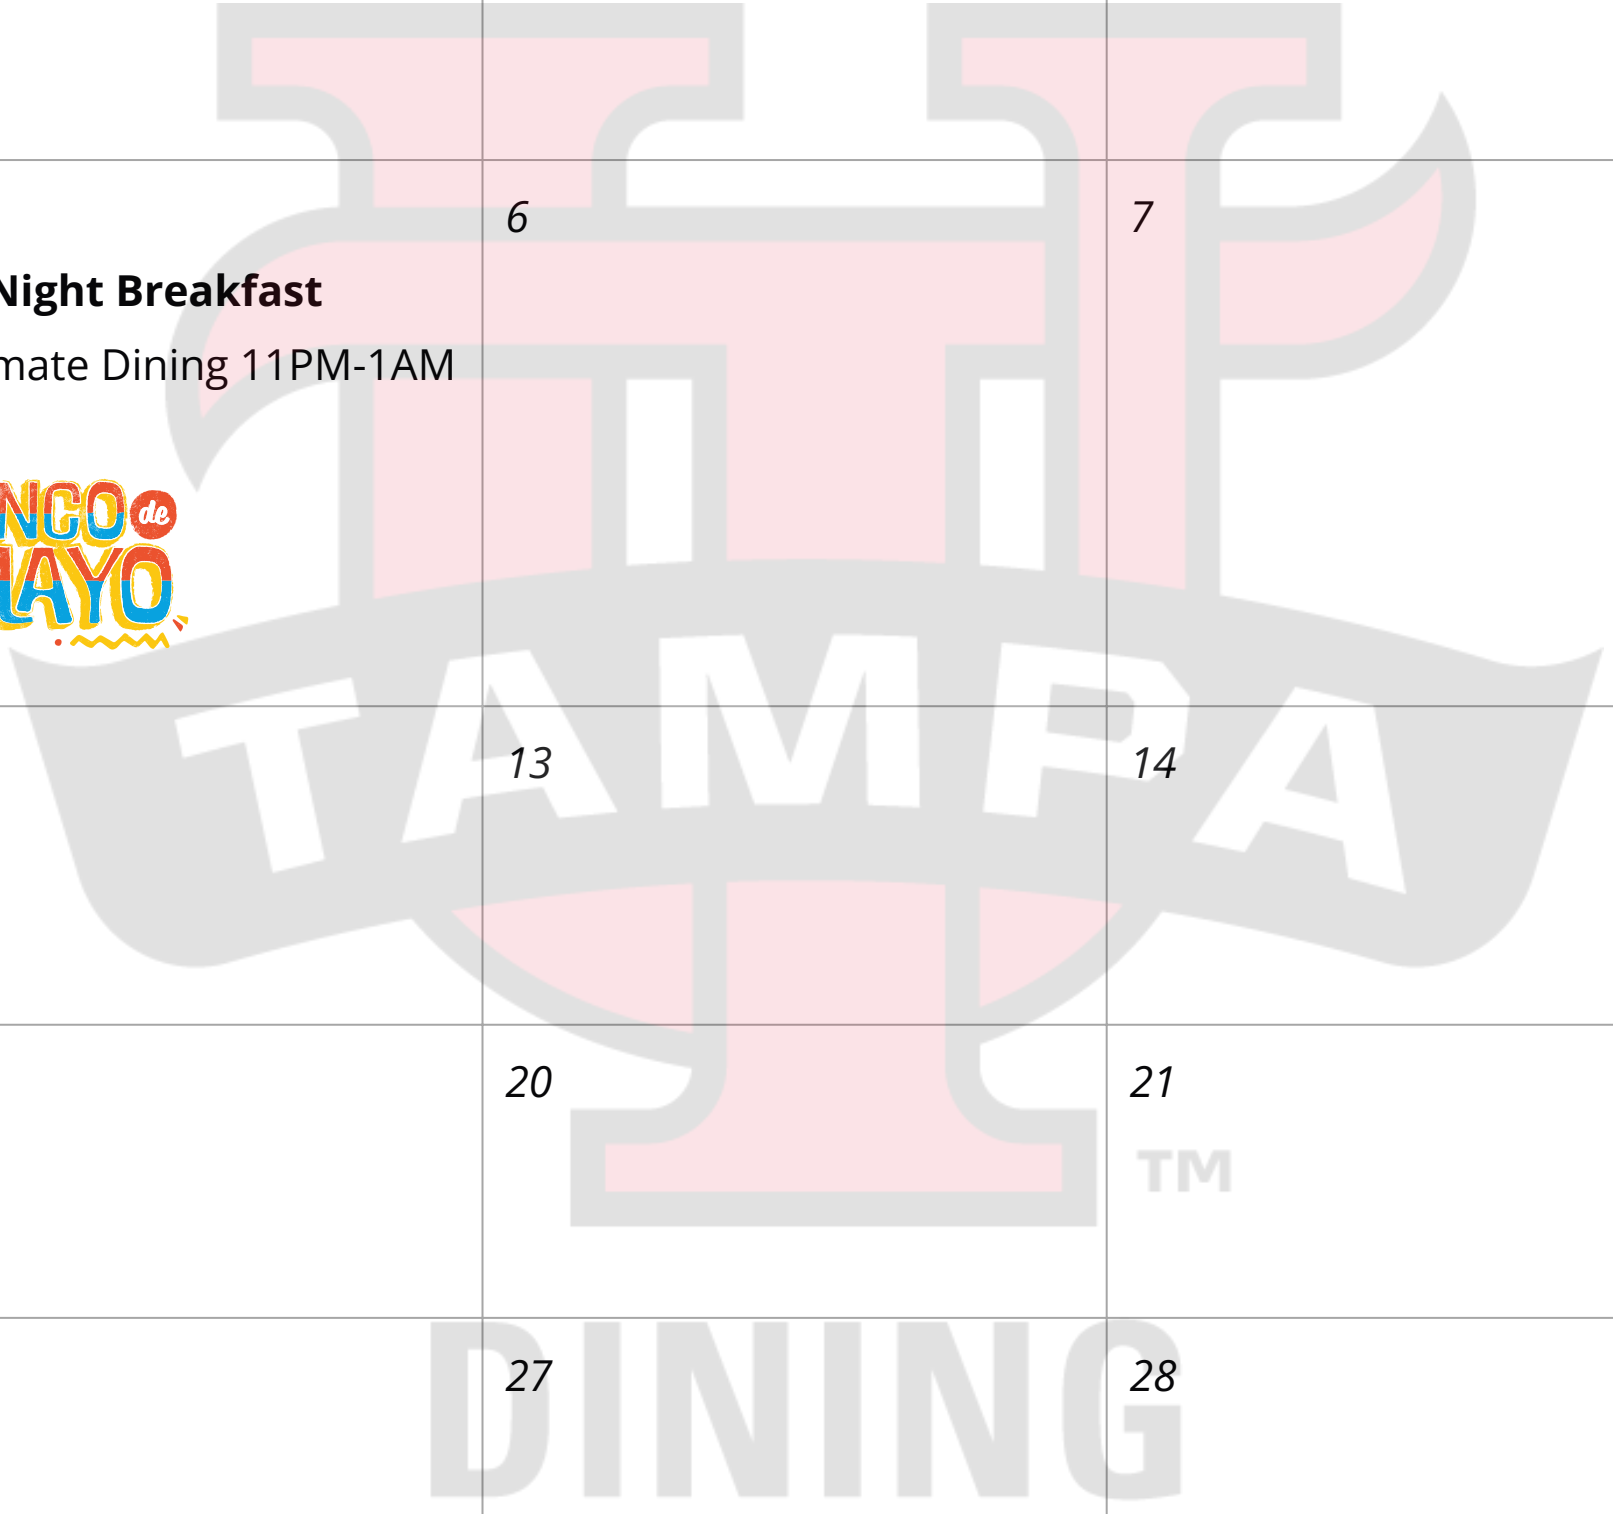 6
7
Night Breakfast
mate Dining 11PM-1AM
NCO de
AYO
TAMPA
13
14
20
21
TM
DINING
27
28